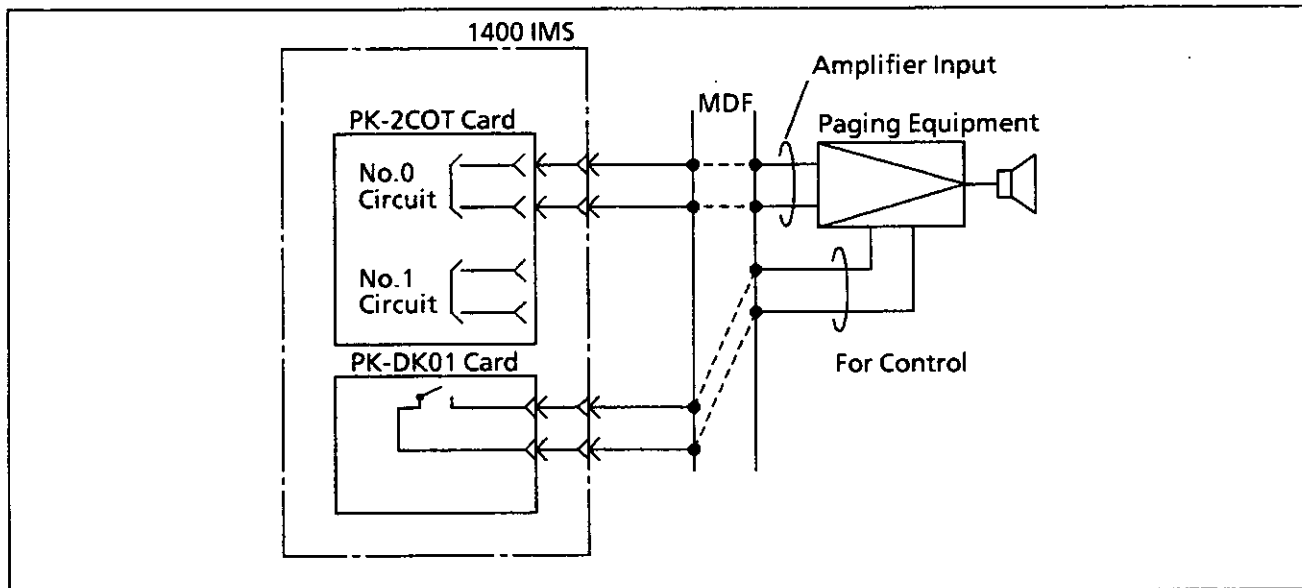 1400 IMS
Amplifier Input
MDF
PK-2COT Card
Paging Equipment
No.0
Circuit
No.1
Circuit
PK-DK01 Card
For Control